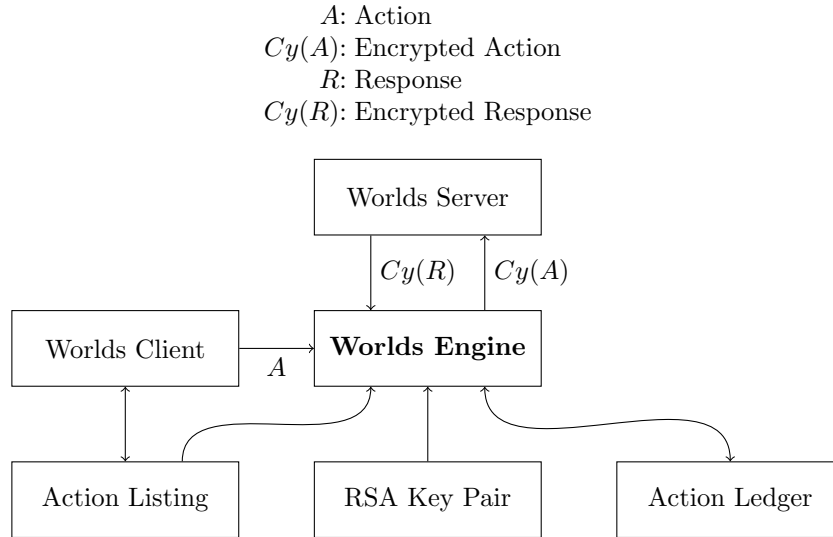 A: Action
Cy(A): Encrypted Action
R: Response
Cy(R): Encrypted Response
Worlds Server
Cy(R) Cy(A)
Worlds Client
Worlds Engine
A
Action Listing
RSA Key Pair
Action Ledger